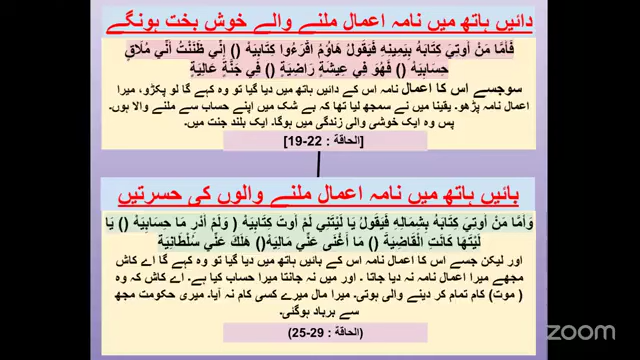 دائیں ہاتھ میں نامہ اعمال ملنے والے خوش بخت ہونگے
فَأَمَّا مَنْ أُوتِيَ كِتَابَهُ بِيَمِينِهِ فَيَقُولُ هَاؤُمُ اقْرَءُوا كِتَابِيَهْ () إِنِّي ظَنَنْتُ أَنِّي مُلَاقٍ
حِسَابِيَهْ () فَهُوَ فِي عِيشَةٍ رَاضِيَةٍ () فِي جَنَّةٍ عَالِيَةٍ
سوجسے اس کا اعمال نامہ اس کے دائیں ہاتھ میں دیا گیا تو وہ کہے گا لو پکڑو، میرا
اعمال نامہ پڑھو۔ یقینا میں نے سمجھ لیا تھا کہ بے شک میں اپنے حساب سے ملنے والا ہوں۔
پس وہ ایک خوشی والی زندگی میں ہوگا۔ ایک بلند جنت میں۔
[الحاقة : 22-19]
بائیں ہاتھ میں نامہ اعمال ملنے والوں کی حسرتیں
وَأَمَّا مَنْ أُوتِيَ كِتَابَهُ بِشِمَالِهِ فَيَقُولُ يَا لَيْتَنِي لَمْ أُوتَ كِتَابِيَهْ ( وَلَمْ أَدْرِ مَا حِسَابِيَهْ () يَا
لَيْتَهَا كَانَتِ الْقَاضِيَةَ () مَا أَغْنَى عَنِّي مَالِيَهْ() هَلَكَ عَنِّي سُلْطَانِيَهْ
اور لیکن جسے اس کا اعمال نامہ اس کے بائیں ہاتھ میں دیا گیا تو وہ کہے گا اے کاش
مجھے میرا اعمال نامہ نہ دیا جاتا ۔ اور میں نہ جانتا میرا حساب کیا ہے۔ اے کاش کہ وہ
( موت) کام تمام کر دینے والی ہوتی۔ میرا مال میرے کسی کام نہ آیا۔ میری حکومت مجھ
سے برباد ہوگئی۔
(الحاقة : 29-25)
zoom